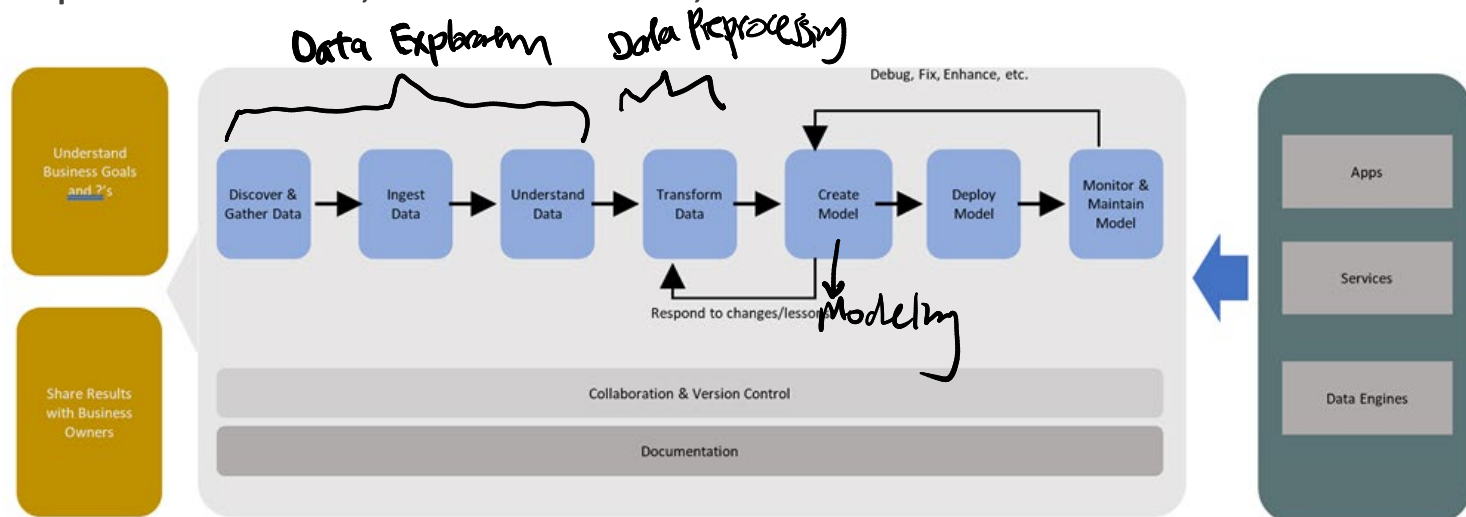 Data Exploration
Data Preprocessing
Debug, Fix, Enhance, etc.
Understand
Business Goals
and ?'s
Discover &
Gather Data
Ingest
Data
Understand
Data
Transform
Data
Create
Model
Deploy
Model
Monitor &
Maintain
Model
Respond to changes/lessons
Modeling
Share Results
with Business
Owners
Collaboration & Version Control
Documentation
Apps
Services
Data Engines